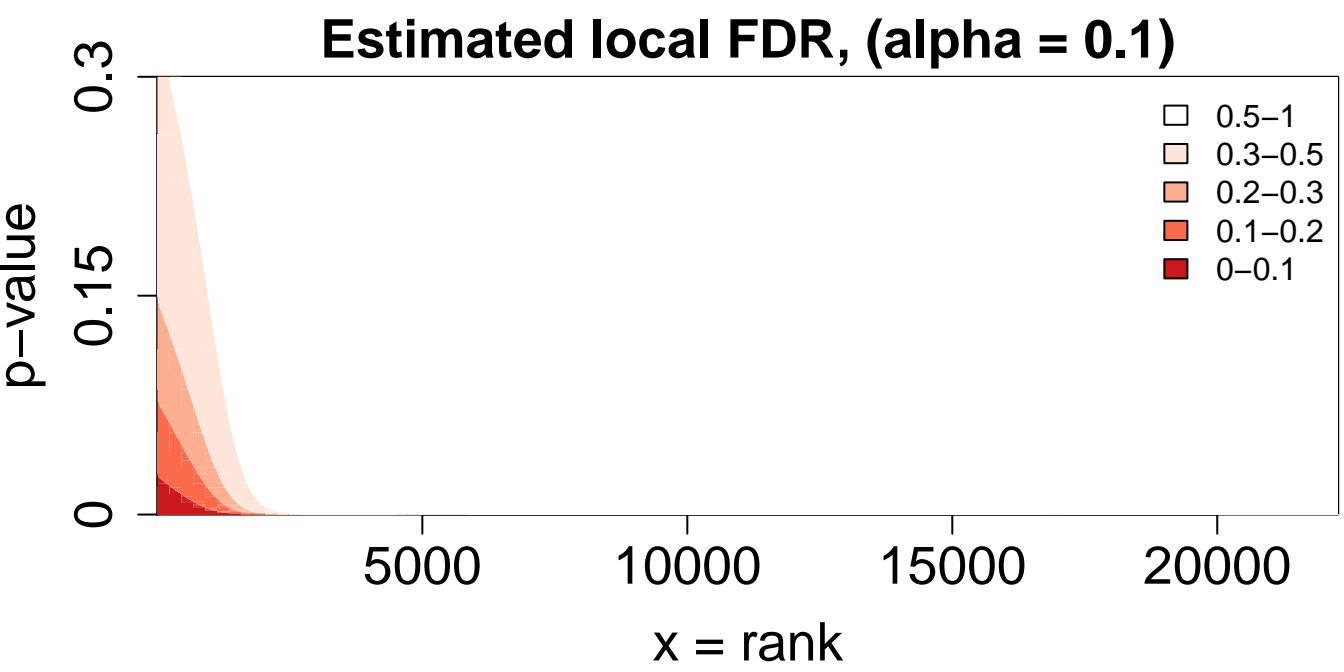 Estimated local FDR, (alpha = 0.1)
p−value
0.3
0.15
0
0.5−1
0.3−0.5
0.2−0.3
0.1−0.2
0−0.1
5000 10000 15000 20000
x = rank